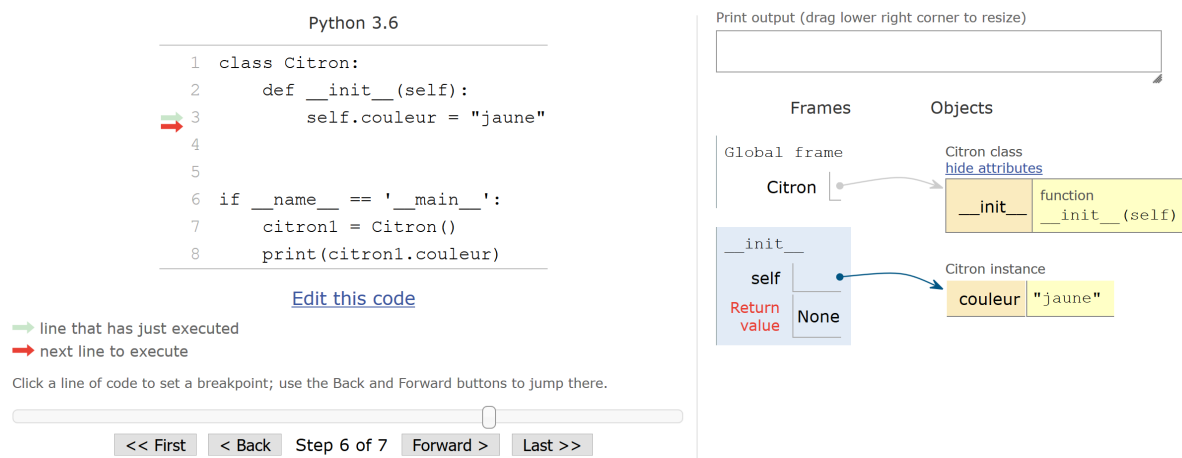 Python 3.6
1 class Citron:
2     def __init__(self):
3         self.couleur = "jaune"
4
5
6 if __name__ == '__main__':
7     citron1 = Citron()
8     print(citron1.couleur)
Edit this code
line that has just executed
next line to execute
Click a line of code to set a breakpoint; use the Back and Forward buttons to jump there.
<< First < Back Step 6 of 7 Forward > Last >>
Print output (drag lower right corner to resize)
Frames Objects
Global frame
Citron
Citron class
hide attributes
__init__
function
__init__(self)
__init__
self
Return
value
None
Citron instance
couleur "jaune"